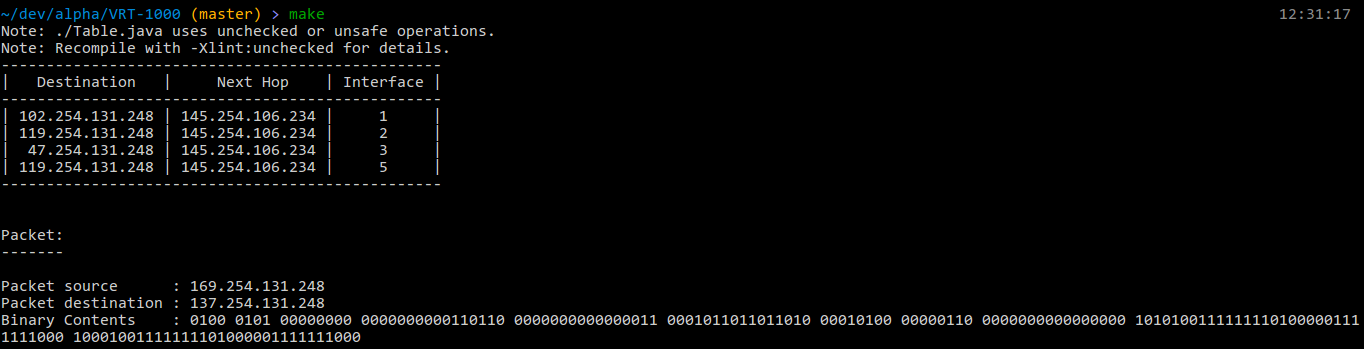 ~/dev/alpha/VRT-1000 (master) > make 12:31:17
Note: ./Table.java uses unchecked or unsafe operations.
Note: Recompile with -Xlint:unchecked for details.
-------------------------------------------------
|   Destination   |     Next Hop    | Interface |
-------------------------------------------------
| 102.254.131.248 | 145.254.106.234 |     1     |
| 119.254.131.248 | 145.254.106.234 |     2     |
|  47.254.131.248 | 145.254.106.234 |     3     |
| 119.254.131.248 | 145.254.106.234 |     5     |
-------------------------------------------------
Packet:
-------
Packet source      : 169.254.131.248
Packet destination : 137.254.131.248
Binary Contents    : 0100 0101 00000000 0000000000110110 0000000000000011 0001011011011010 00010100 00000110 0000000000000000 1010100111111110100000111
1111000 10001001111111101000001111111000